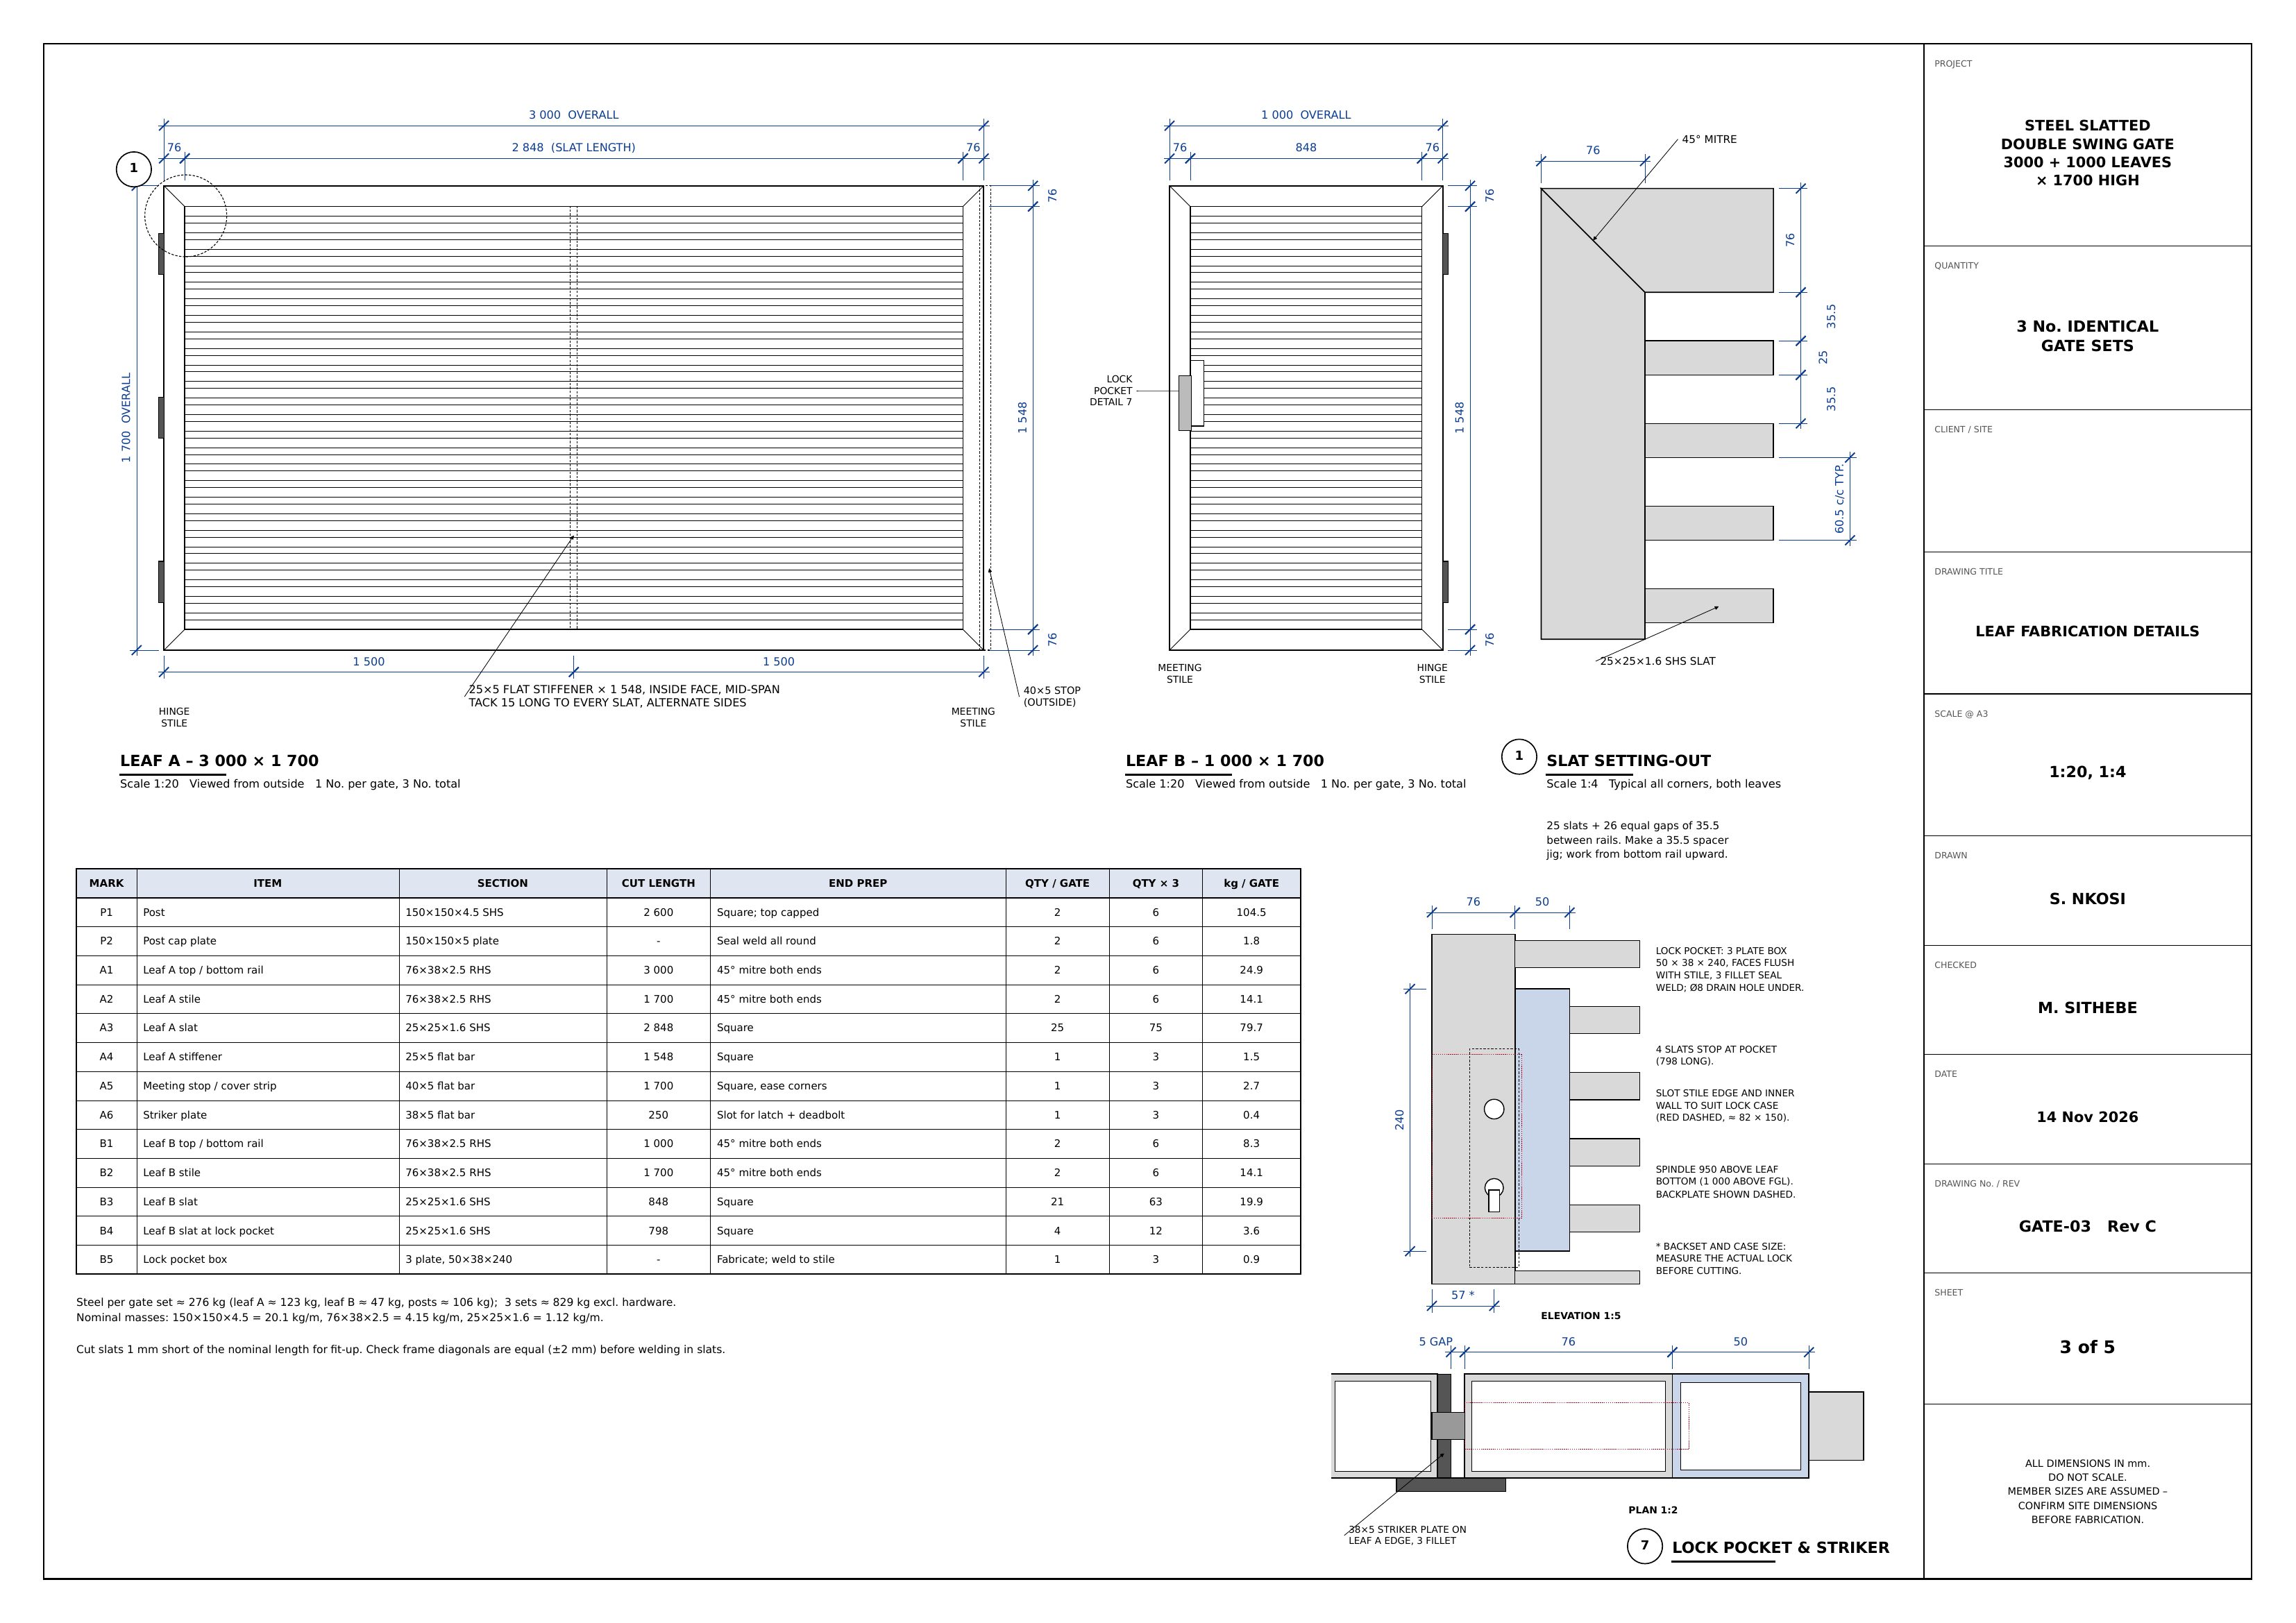 3 000  OVERALL
76
2 848  (SLAT LENGTH)
76
1
1 700  OVERALL
76
1 548
76
1 500
1 500
25×5 FLAT STIFFENER × 1 548, INSIDE FACE, MID-SPAN
TACK 15 LONG TO EVERY SLAT, ALTERNATE SIDES
40×5 STOP
(OUTSIDE)
HINGE
STILE
MEETING
STILE
LEAF A – 3 000 × 1 700
Scale 1:20   Viewed from outside   1 No. per gate, 3 No. total
1 000  OVERALL
76
848
76
76
1 548
76
LOCK
POCKET
DETAIL 7
MEETING
STILE
HINGE
STILE
LEAF B – 1 000 × 1 700
Scale 1:20   Viewed from outside   1 No. per gate, 3 No. total
76
45° MITRE
76
35.5
25
35.5
60.5 c/c TYP.
25×25×1.6 SHS SLAT
1
SLAT SETTING-OUT
Scale 1:4   Typical all corners, both leaves
25 slats + 26 equal gaps of 35.5
between rails. Make a 35.5 spacer
jig; work from bottom rail upward.
MARK ITEM SECTION CUT LENGTH END PREP QTY / GATE QTY × 3 kg / GATE
P1 Post 150×150×4.5 SHS 2 600 Square; top capped 2 6 104.5
P2 Post cap plate 150×150×5 plate - Seal weld all round 2 6 1.8
A1 Leaf A top / bottom rail 76×38×2.5 RHS 3 000 45° mitre both ends 2 6 24.9
A2 Leaf A stile 76×38×2.5 RHS 1 700 45° mitre both ends 2 6 14.1
A3 Leaf A slat 25×25×1.6 SHS 2 848 Square 25 75 79.7
A4 Leaf A stiffener 25×5 flat bar 1 548 Square 1 3 1.5
A5 Meeting stop / cover strip 40×5 flat bar 1 700 Square, ease corners 1 3 2.7
A6 Striker plate 38×5 flat bar 250 Slot for latch + deadbolt 1 3 0.4
B1 Leaf B top / bottom rail 76×38×2.5 RHS 1 000 45° mitre both ends 2 6 8.3
B2 Leaf B stile 76×38×2.5 RHS 1 700 45° mitre both ends 2 6 14.1
B3 Leaf B slat 25×25×1.6 SHS 848 Square 21 63 19.9
B4 Leaf B slat at lock pocket 25×25×1.6 SHS 798 Square 4 12 3.6
B5 Lock pocket box 3 plate, 50×38×240 - Fabricate; weld to stile 1 3 0.9
Steel per gate set ≈ 276 kg (leaf A ≈ 123 kg, leaf B ≈ 47 kg, posts ≈ 106 kg);  3 sets ≈ 829 kg excl. hardware.
Nominal masses: 150×150×4.5 = 20.1 kg/m, 76×38×2.5 = 4.15 kg/m, 25×25×1.6 = 1.12 kg/m.
Cut slats 1 mm short of the nominal length for fit-up. Check frame diagonals are equal (±2 mm) before welding in slats.
76
50
240
57 *
LOCK POCKET: 3 PLATE BOX
50 × 38 × 240, FACES FLUSH
WITH STILE, 3 FILLET SEAL
WELD; Ø8 DRAIN HOLE UNDER.
4 SLATS STOP AT POCKET
(798 LONG).
SLOT STILE EDGE AND INNER
WALL TO SUIT LOCK CASE
(RED DASHED, ≈ 82 × 150).
SPINDLE 950 ABOVE LEAF
BOTTOM (1 000 ABOVE FGL).
BACKPLATE SHOWN DASHED.
* BACKSET AND CASE SIZE:
MEASURE THE ACTUAL LOCK
BEFORE CUTTING.
ELEVATION 1:5
5 GAP
76
50
PLAN 1:2
38×5 STRIKER PLATE ON
LEAF A EDGE, 3 FILLET
7
LOCK POCKET & STRIKER
PROJECT
STEEL SLATTED
DOUBLE SWING GATE
3000 + 1000 LEAVES
× 1700 HIGH
QUANTITY
3 No. IDENTICAL
GATE SETS
CLIENT / SITE
DRAWING TITLE
LEAF FABRICATION DETAILS
SCALE @ A3
1:20, 1:4
DRAWN
S. NKOSI
CHECKED
M. SITHEBE
DATE
14 Nov 2026
DRAWING No. / REV
GATE-03   Rev C
SHEET
3 of 5
ALL DIMENSIONS IN mm.
DO NOT SCALE.
MEMBER SIZES ARE ASSUMED –
CONFIRM SITE DIMENSIONS
BEFORE FABRICATION.